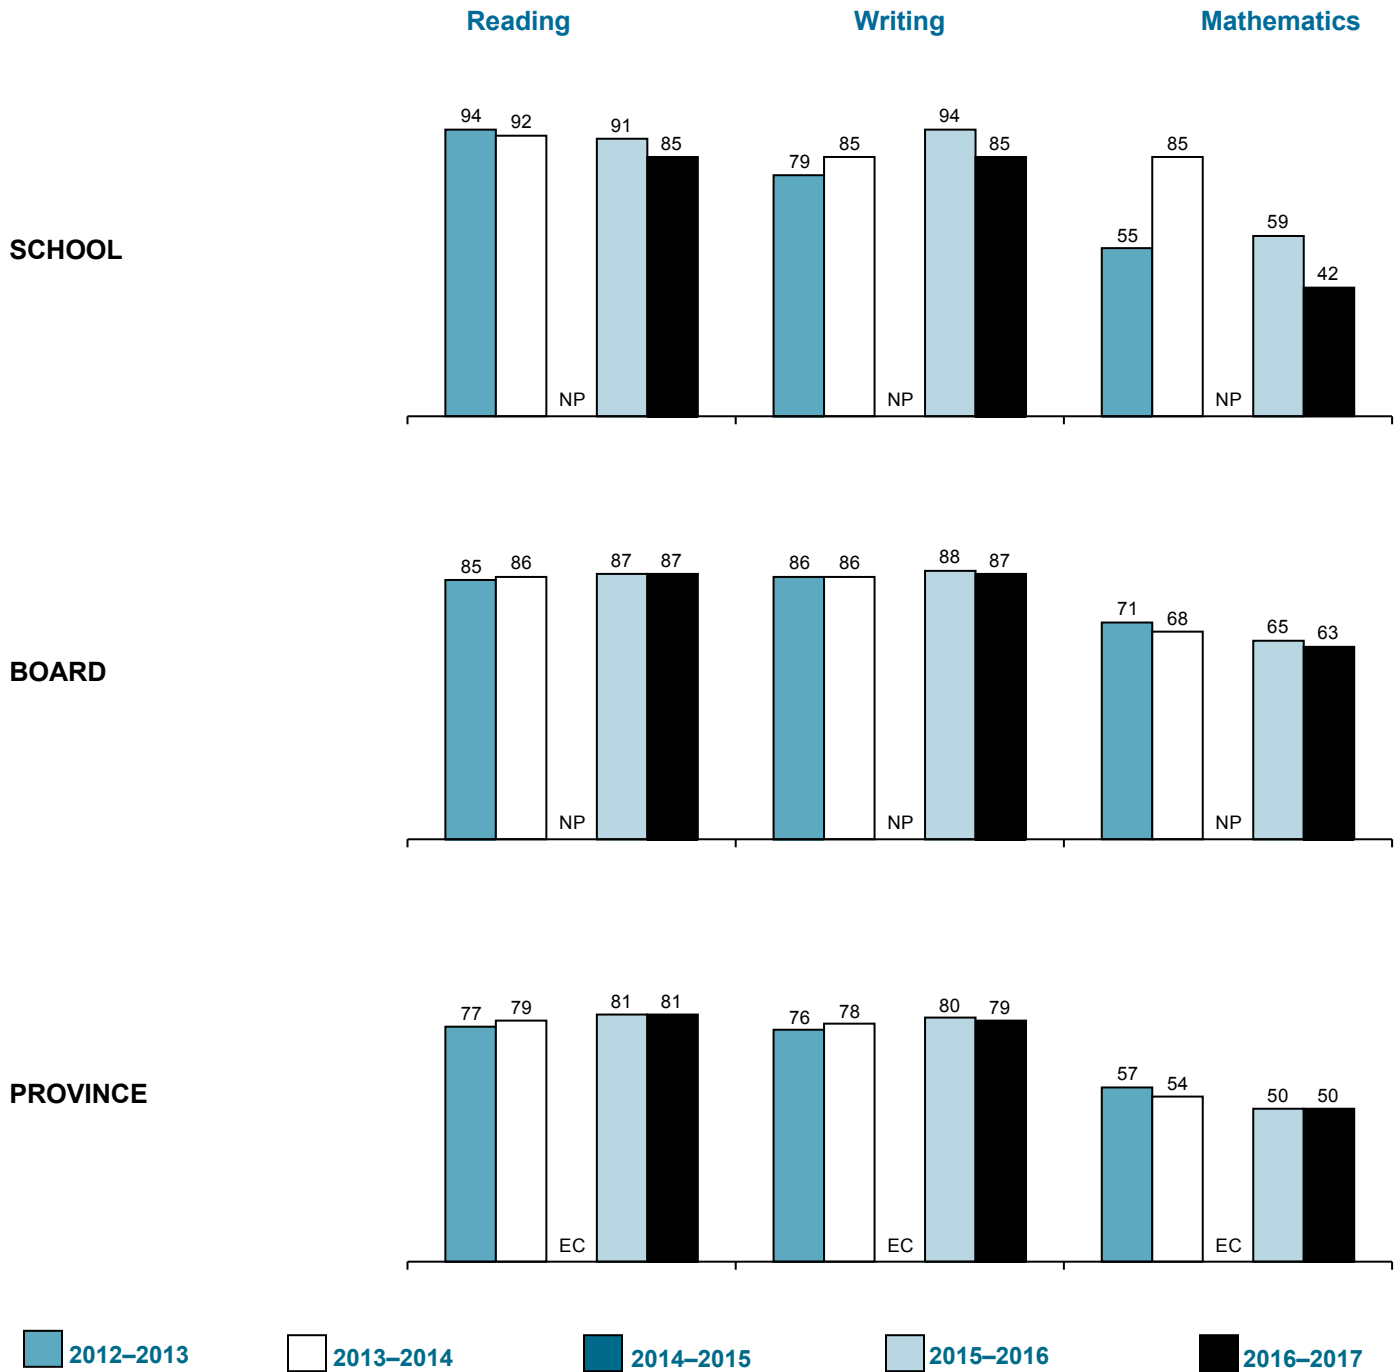 Reading Writing Mathematics
SCHOOL
94 92 NP 91 85 79 85 NP 94 85 55 85 NP 59 42
BOARD
85 86 NP 87 87 86 86 NP 88 87 71 68 NP 65 63
PROVINCE
77 79 EC 81 81 76 78 EC 80 79 57 54 EC 50 50
2012–2013 2013–2014 2014–2015 2015–2016 2016–2017